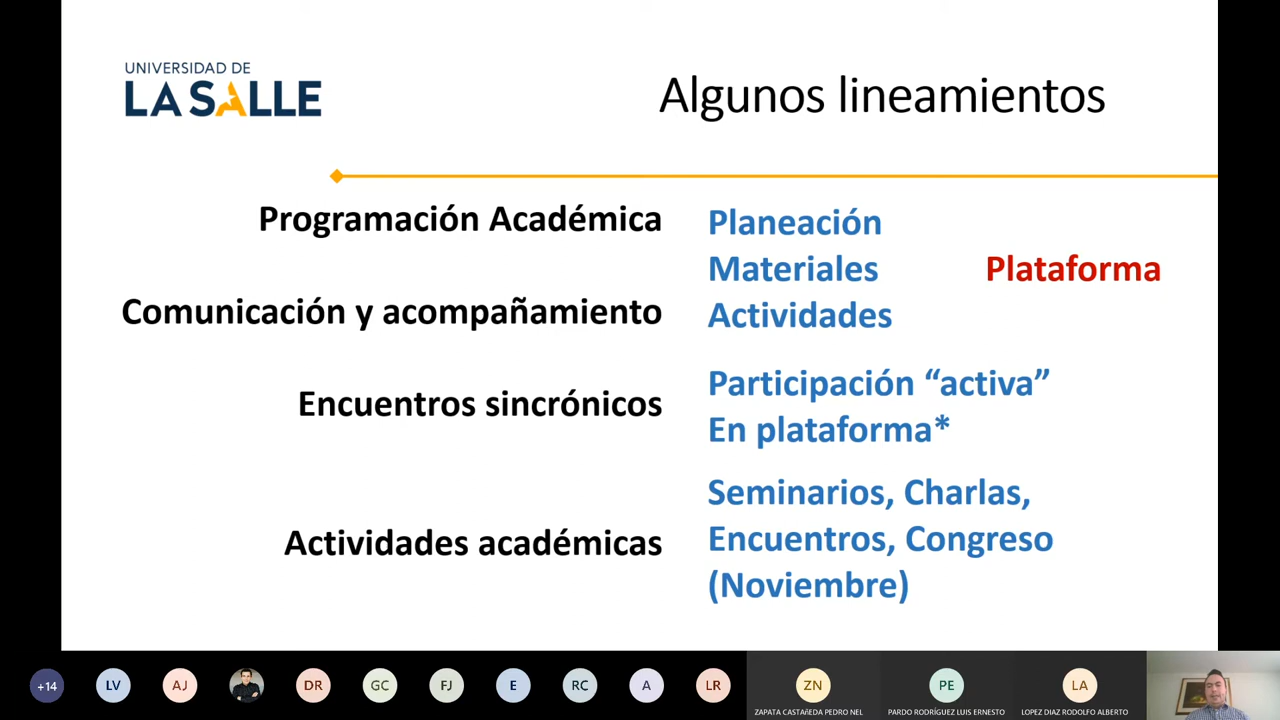 UNIVERSIDAD DE
LA SALLE
Algunos lineamientos
Programación Académica
Comunicación y acompañamiento
Encuentros sincrónicos
Actividades académicas
Planeación
Materiales
Actividades
Plataforma
Participación “activa”
En plataforma*
Seminarios, Charlas,
Encuentros, Congreso
(Noviembre)
+14
LV
AJ
DR
GC
FJ
E
RC
A
LR
ZN
ZAPATA CASTAñEDA PEDRO NEL
PE
PARDO RODRÍGUEZ LUIS ERNESTO
LA
LOPEZ DIAZ RODOLFO ALBERTO